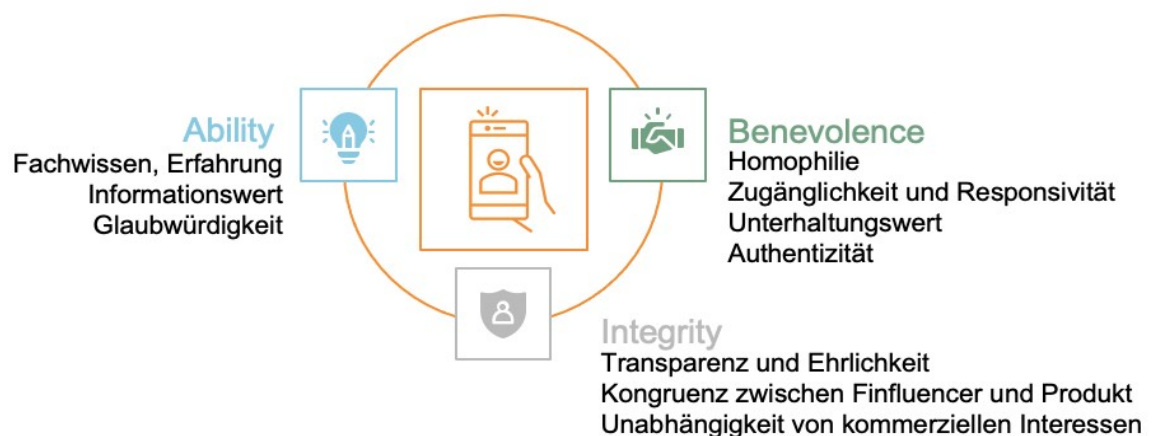 Ability
Fachwissen, Erfahrung
Informationswert
Glaubwürdigkeit
Benevolence
Homophilie
Zugänglichkeit und Responsivität
Unterhaltungswert
Authentizität
Integrity
Transparenz und Ehrlichkeit
Kongruenz zwischen Finfluencer und Produkt
Unabhängigkeit von kommerziellen Interessen